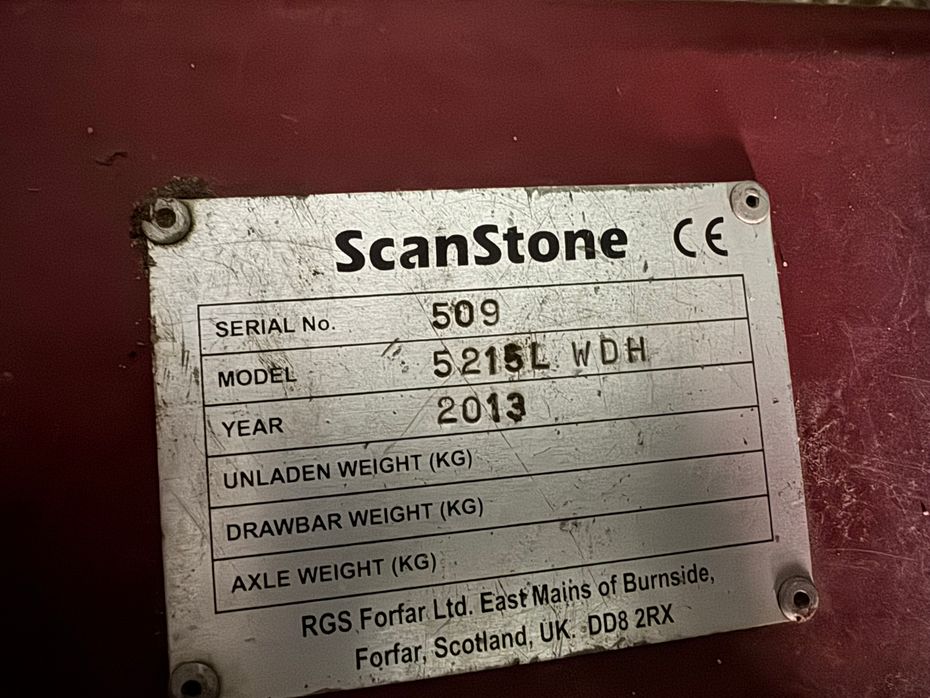 ScanStone CE
SERIAL No. 509
MODEL 5215L WDH
YEAR 2013
UNLADEN WEIGHT (KG)
DRAWBAR WEIGHT (KG)
AXLE WEIGHT (KG)
RGS Forfar Ltd. East Mains of Burnside,
Forfar, Scotland, UK. DD8 2RX